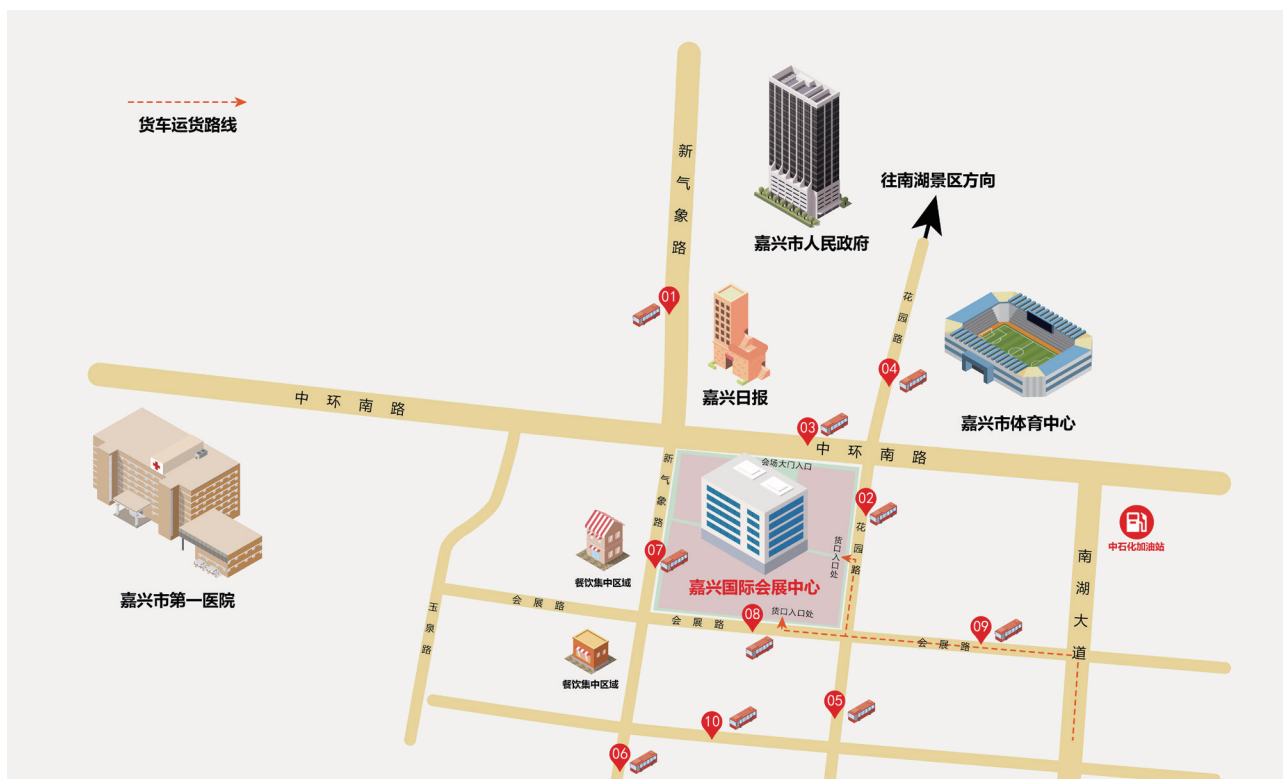 货车运货路线
新气象路
嘉兴市人民政府
往南湖景区方向
花园路
01
嘉兴日报
04
嘉兴市体育中心
中环南路
03
中环南路
会场大门入口
新气象路
02
花园路
货口入口处
中石化加油站
南湖大道
07
餐饮集中区域
嘉兴国际会展中心
嘉兴市第一医院
玉泉路
会展路
会展路
08
货口入口处
09
会展路
餐饮集中区域
05
10
06